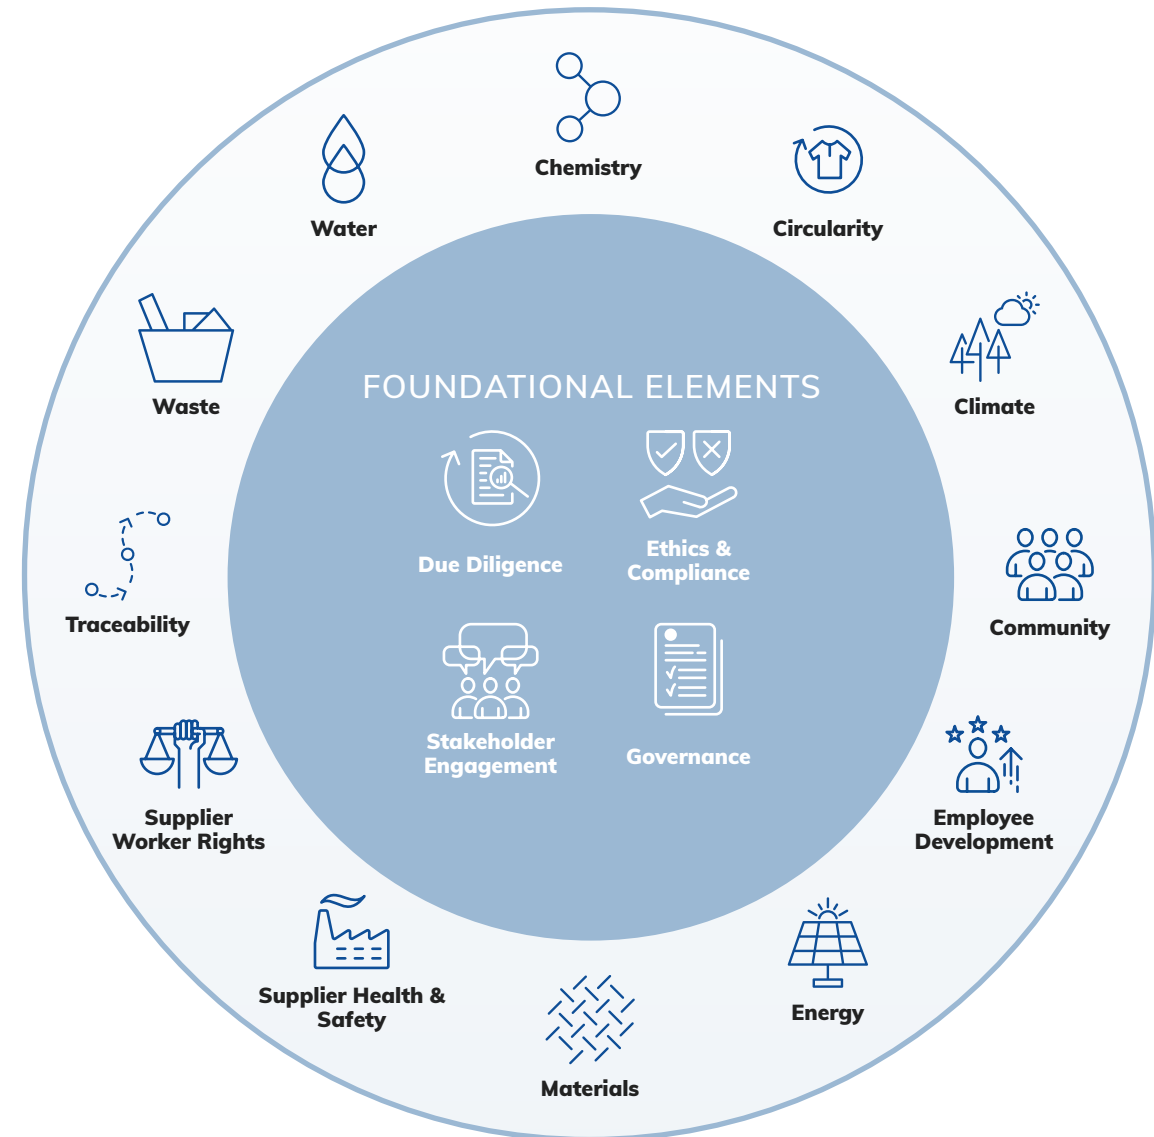 Chemistry
Circularity
Climate
Community
Employee
Development
Energy
Materials
Supplier Health &
Safety
Supplier
Worker Rights
Traceability
Waste
Water
FOUNDATIONAL ELEMENTS
Due Diligence
Ethics &
Compliance
Stakeholder
Engagement
Governance